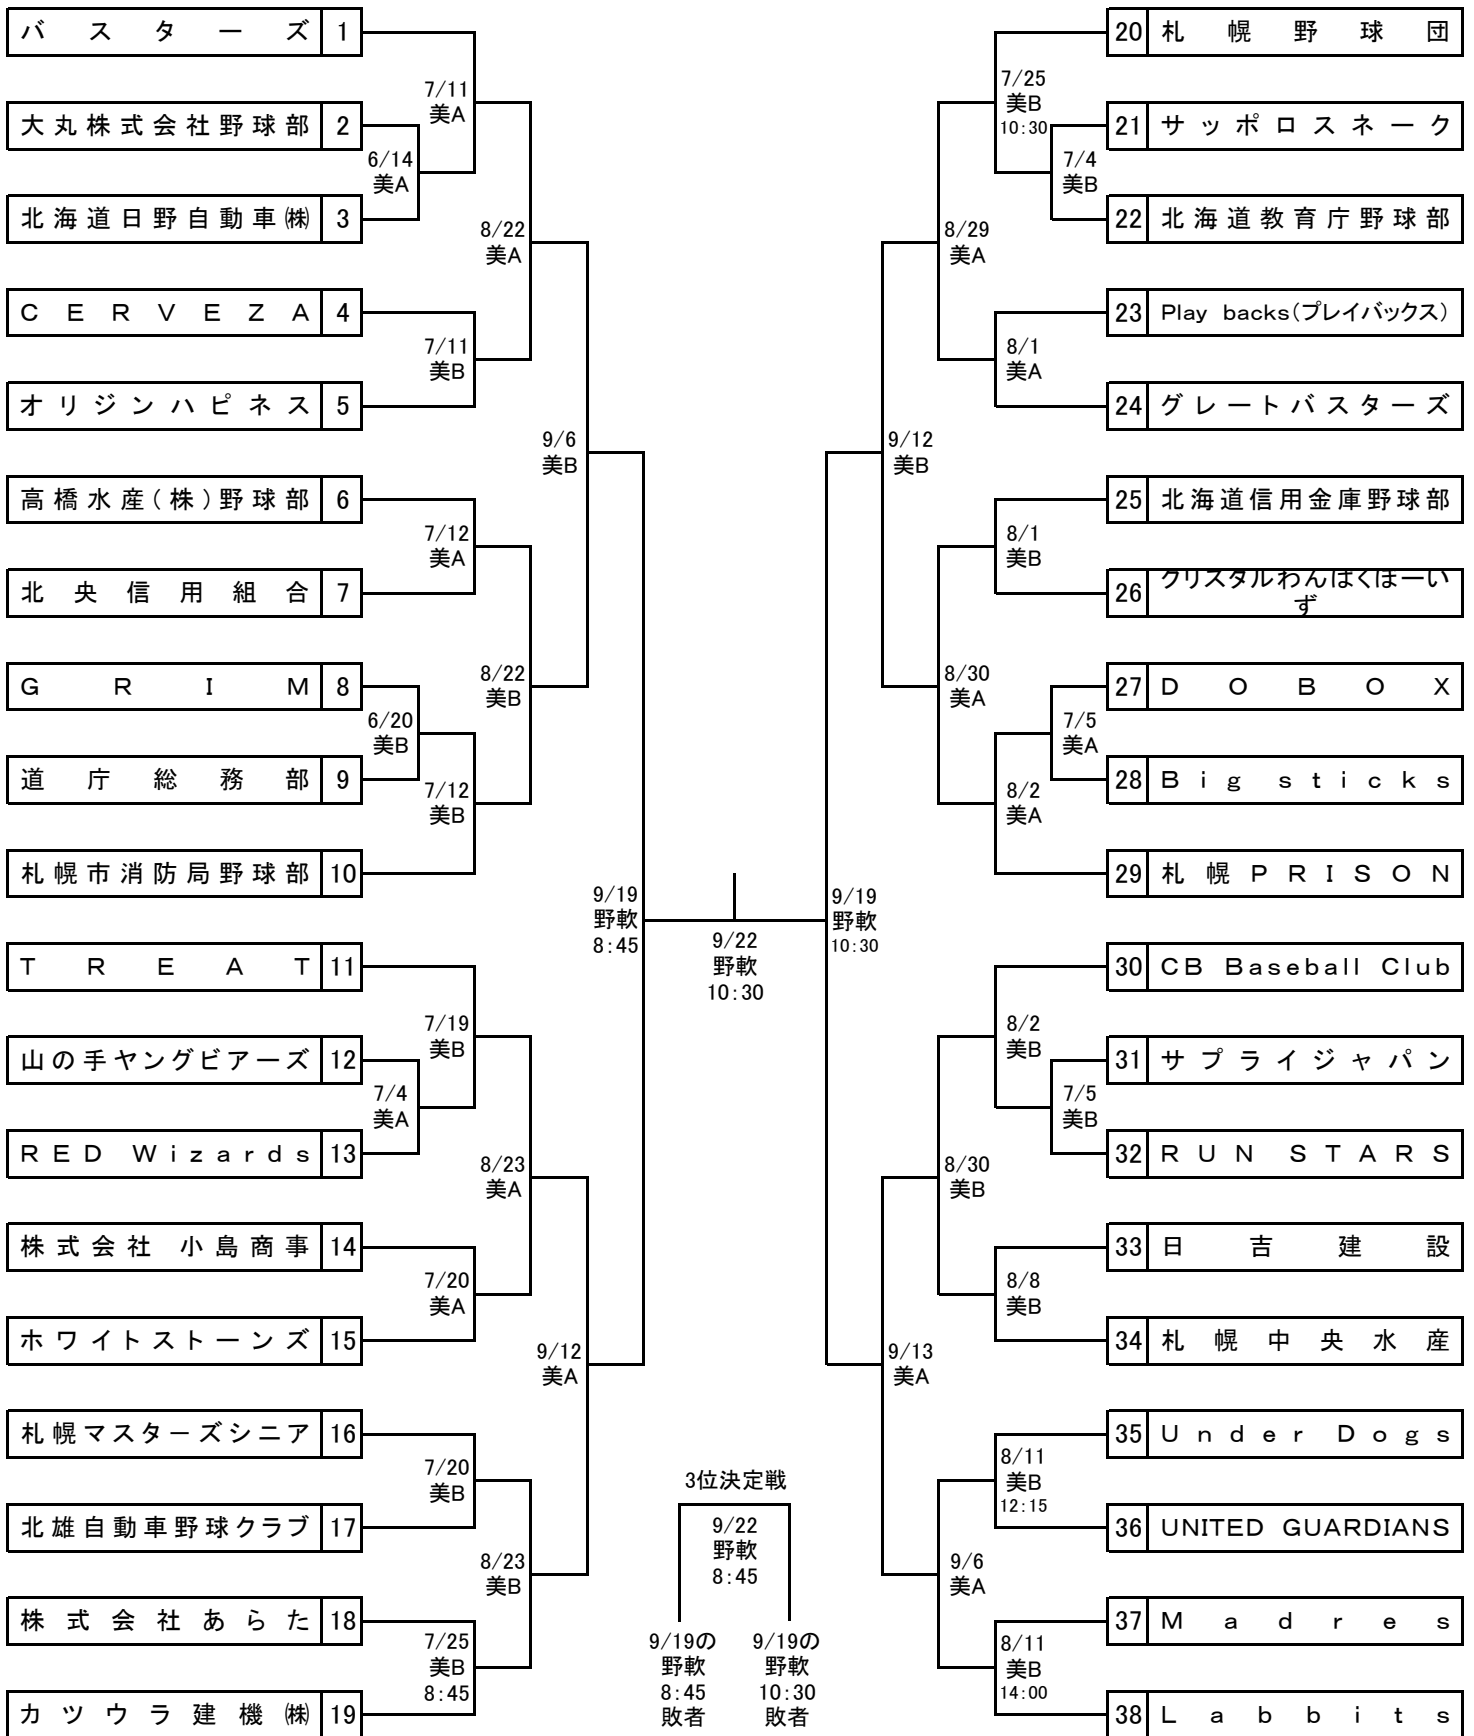 バスターズ 1
7/11
美A
大丸株式会社野球部 2
6/14
美A
北海道日野自動車㈱ 3
8/22
美A
CERVEZA 4
7/11
美B
オリジンハピネス 5
9/6
美B
高橋水産(株)野球部 6
7/12
美A
北央信用組合 7
8/22
美B
GRIM 8
6/20
美B
道庁総務部 9
7/12
美B
札幌市消防局野球部 10
9/19
野軟
8:45
TREAT 11
7/19
美B
山の手ヤングビアーズ 12
7/4
美A
RED Wizards 13
8/23
美A
株式会社 小島商事 14
7/20
美A
ホワイトストーンズ 15
9/12
美A
札幌マスターズシニア 16
7/20
美B
北雄自動車野球クラブ 17
8/23
美B
株式会社あらた 18
7/25
美B
8:45
カツウラ建機㈱ 19
9/22
野軟
10:30
3位決定戦
9/22
野軟
8:45
9/19の
野軟
8:45
敗者
9/19の
野軟
10:30
敗者
20 札幌野球団
7/25
美B
10:30
21 サッポロスネーク
7/4
美B
22 北海道教育庁野球部
8/29
美A
23 Play backs(プレイバックス)
8/1
美A
24 グレートバスターズ
9/12
美B
25 北海道信用金庫野球部
8/1
美B
26 クリスタルわんぱくぼーい
ず
8/30
美A
27 DOBOX
7/5
美A
28 Big sticks
8/2
美A
29 札幌PRISON
9/19
野軟
10:30
30 CB Baseball Club
8/2
美B
31 サプライジャパン
7/5
美B
32 RUN STARS
8/30
美B
33 日吉建設
8/8
美B
34 札幌中央水産
9/13
美A
35 Under Dogs
8/11
美B
12:15
36 UNITED GUARDIANS
9/6
美A
37 Madres
8/11
美B
14:00
38 Labbits